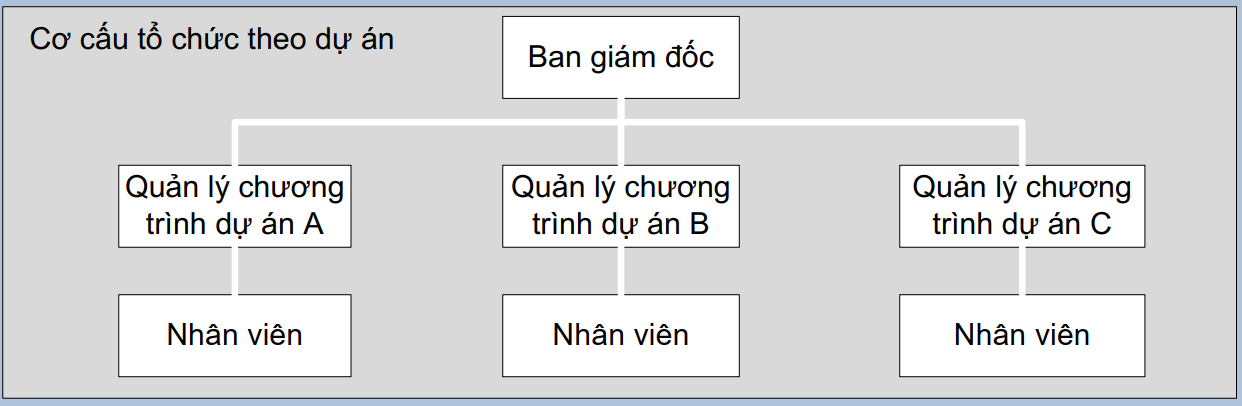 Cơ cấu tổ chức theo dự án
Ban giám đốc
Quản lý chương
trình dự án A
Quản lý chương
trình dự án B
Quản lý chương
trình dự án C
Nhân viên
Nhân viên
Nhân viên